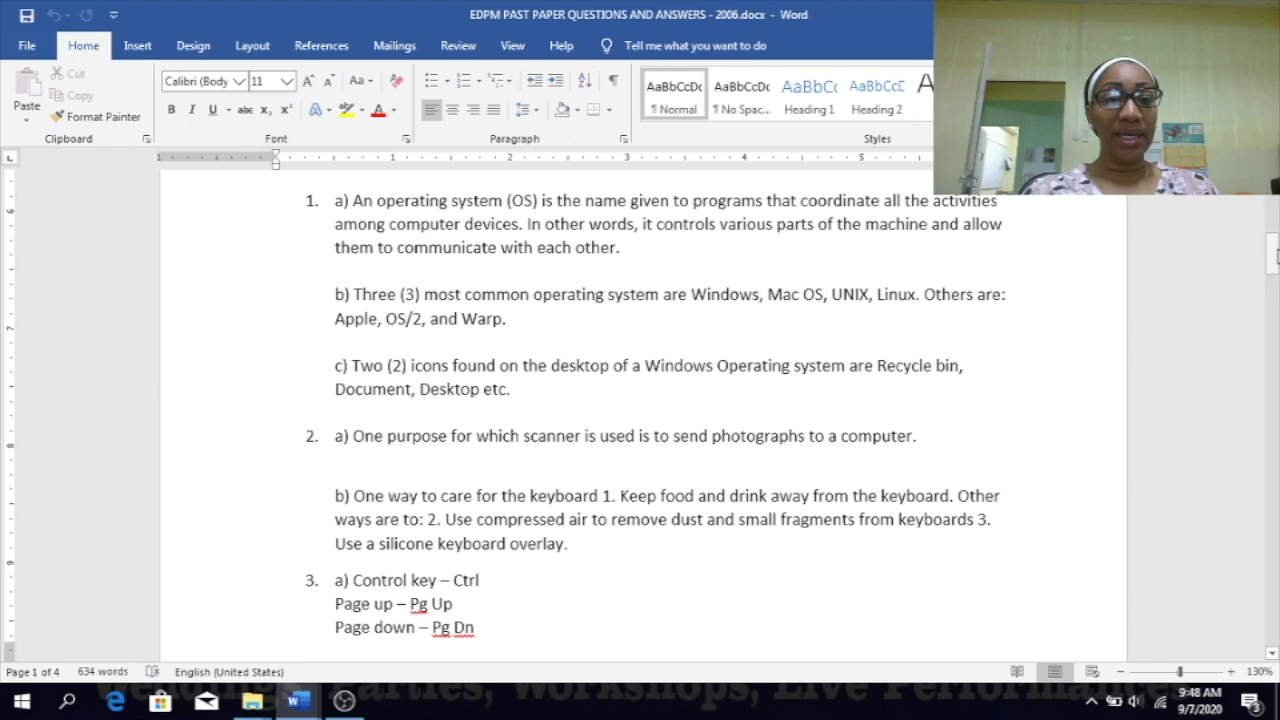 EDPM PAST PAPER QUESTIONS AND ANSWERS - 2006.docx - Word
File Home Insert Design Layout References Mailings Review View Help Tell me what you want to do
Paste Cut Copy Format Painter
Calibri (Body 11
AaBbCcDc AaBbCcDc AaBbCc AaBbCcD
¶ Normal ¶ No Spac... Heading 1 Heading 2
Clipboard Font Paragraph Styles
1. a) An operating system (OS) is the name given to programs that coordinate all the activities
among computer devices. In other words, it controls various parts of the machine and allow
them to communicate with each other.
b) Three (3) most common operating system are Windows, Mac OS, UNIX, Linux. Others are:
Apple, OS/2, and Warp.
c) Two (2) icons found on the desktop of a Windows Operating system are Recycle bin,
Document, Desktop etc.
2. a) One purpose for which scanner is used is to send photographs to a computer.
b) One way to care for the keyboard 1. Keep food and drink away from the keyboard. Other
ways are to: 2. Use compressed air to remove dust and small fragments from keyboards 3.
Use a silicone keyboard overlay.
3. a) Control key – Ctrl
Page up – Pg Up
Page down – Pg Dn
Page 1 of 4 634 words English (United States) 130%
9:48 AM
9/7/2020